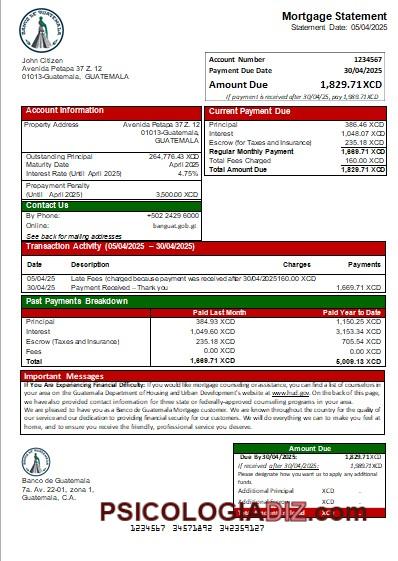 BANCO DE GUATEMALA
Mortgage Statement
Statement Date: 05/04/2025
John Citizen
Avenida Petapa 37 Z. 12
01013-Guatemala, GUATEMALA
Account Number 1234567
Payment Due Date 30/04/2025
Amount Due 1,829.71XCD
If payment is received after 30/04/25, pay 1,989.71XCD
Account Information
Property Address Avenida Petapa 37 Z. 12
01013-Guatemala,
GUATEMALA
Outstanding Principal 264,776.43 XCD
Maturity Date April 2025
Interest Rate (Until April 2025) 4.75%
Prepayment Penalty
(Until April 2025) 3,500.00 XCD
Contact Us
By Phone: +502 2429 6000
Online: banguat.gob.gt
See back for mailing addresses
Current Payment Due
Principal 386.46 XCD
Interest 1,048.07 XCD
Escrow (for Taxes and Insurance) 235.18 XCD
Regular Monthly Payment 1,669.71 XCD
Total Fees Charged 160.00 XCD
Total Amount Due 1,829.71 XCD
Transaction Activity (05/04/2025 – 30/04/2025)
Date Description Charges Payments
05/04/25 Late Fees (charged because payment was received after 30/04/2025160.00 XCD
30/04/25 Payment Received – Thank you 1,669.71 XCD
Past Payments Breakdown
Paid Last Month Paid Year to Date
Principal 384.93 XCD 1,150.25 XCD
Interest 1,049.60 XCD 3,153.34 XCD
Escrow (Taxes and Insurance) 235.18 XCD 705.54 XCD
Fees 0.00 XCD 0.00 XCD
Total 1,669.71 XCD 5,009.13 XCD
Important Messages
If You Are Experiencing Financial Difficulty: If you would like mortgage counseling or assistance, you can find a list of counselors in
your area on the Guatemala Department of Housing and Urban Development's website at www.hud.gov. On the back of this page,
we have also provided contact information for three state or federally-approved counseling programs in your area.
We are pleased to have you as a Banco de Guatemala Mortgage customer. We are known throughout the country for the quality of
our service and our dedication to providing financial security for our customers. We will do everything we can to make you feel at
home, and to ensure you receive the friendly, professional service you deserve.
Banco de Guatemala
7a. Av. 22-01, zona 1,
Guatemala, C.A.
Amount Due
Due By 30/04/2025: 1,829.71XCD
If received after 30/04/2025: 1,989.71XCD
Please designate how you want us to apply any additional
funds.
Additional Principal XCD
Additional XCD
XCD
PSICOLOGIADIZ.com
1234567 34571892 342359127